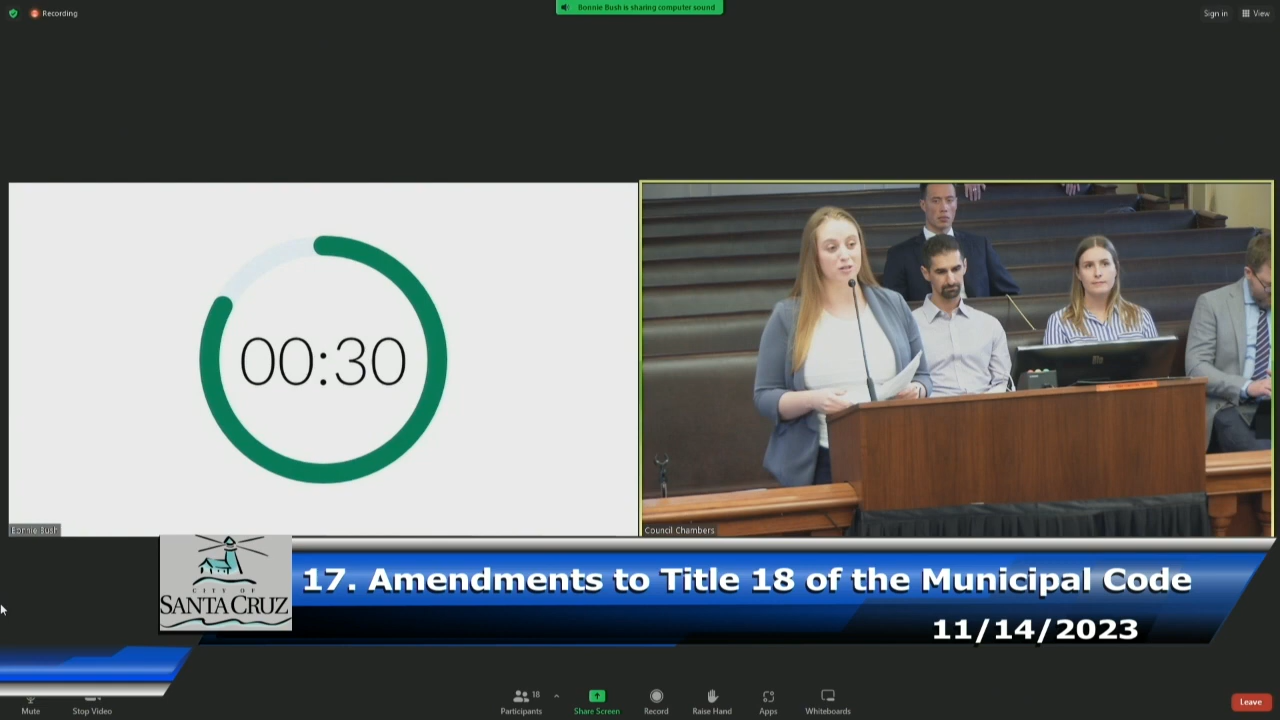 Recording
Bonnie Bush is sharing computer sound
Sign in
View
00:30
Bonnie Bush
Council Chambers
CITY OF
SANTA CRUZ
17. Amendments to Title 18 of the Municipal Code
11/14/2023
Mute
Stop Video
Participants
18
Share Screen
Record
Raise Hand
Apps
Whiteboards
Leave